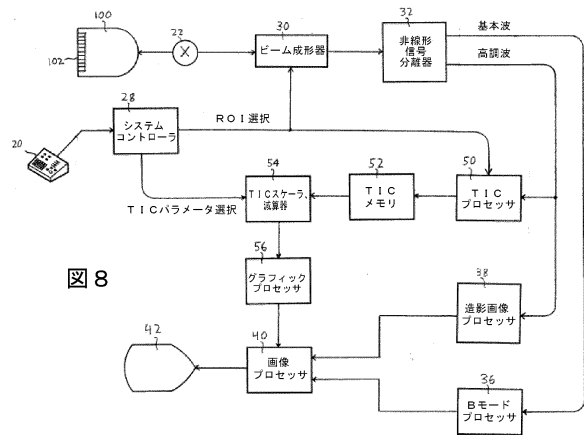 100
102
22
X
30
ビーム成形器
32
非線形
信号
分離器
基本波
高調波
20
28
システム
コントローラ
ROI選択
TICパラメータ選択
54
TICスケーラ、
減算器
52
TIC
メモリ
50
TIC
プロセッサ
56
グラフィック
プロセッサ
図8
38
造影画像
プロセッサ
42
40
画像
プロセッサ
36
Bモード
プロセッサ